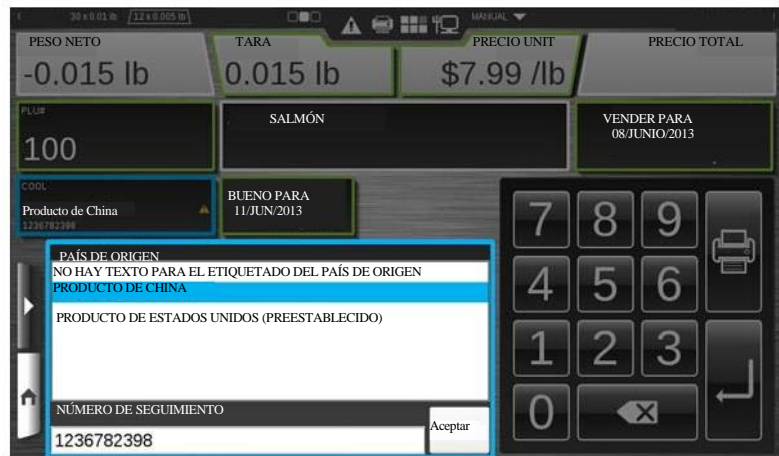 30 x 0.01 lb 12 x 0.005 lb MANUAL
PESO NETO TARA PRECIO UNIT PRECIO TOTAL
-0.015 lb 0.015 lb $7.99 /lb
PLU# SALMÓN VENDER PARA
08/JUNIO/2013
100
COOL
Producto de China
1236782398
BUENO PARA
11/JUN/2013
7 8 9
PAÍS DE ORIGEN
NO HAY TEXTO PARA EL ETIQUETADO DEL PAÍS DE ORIGEN
PRODUCTO DE CHINA
4 5 6
PRODUCTO DE ESTADOS UNIDOS (PREESTABLECIDO)
1 2 3
NÚMERO DE SEGUIMIENTO
1236782398
Aceptar
0